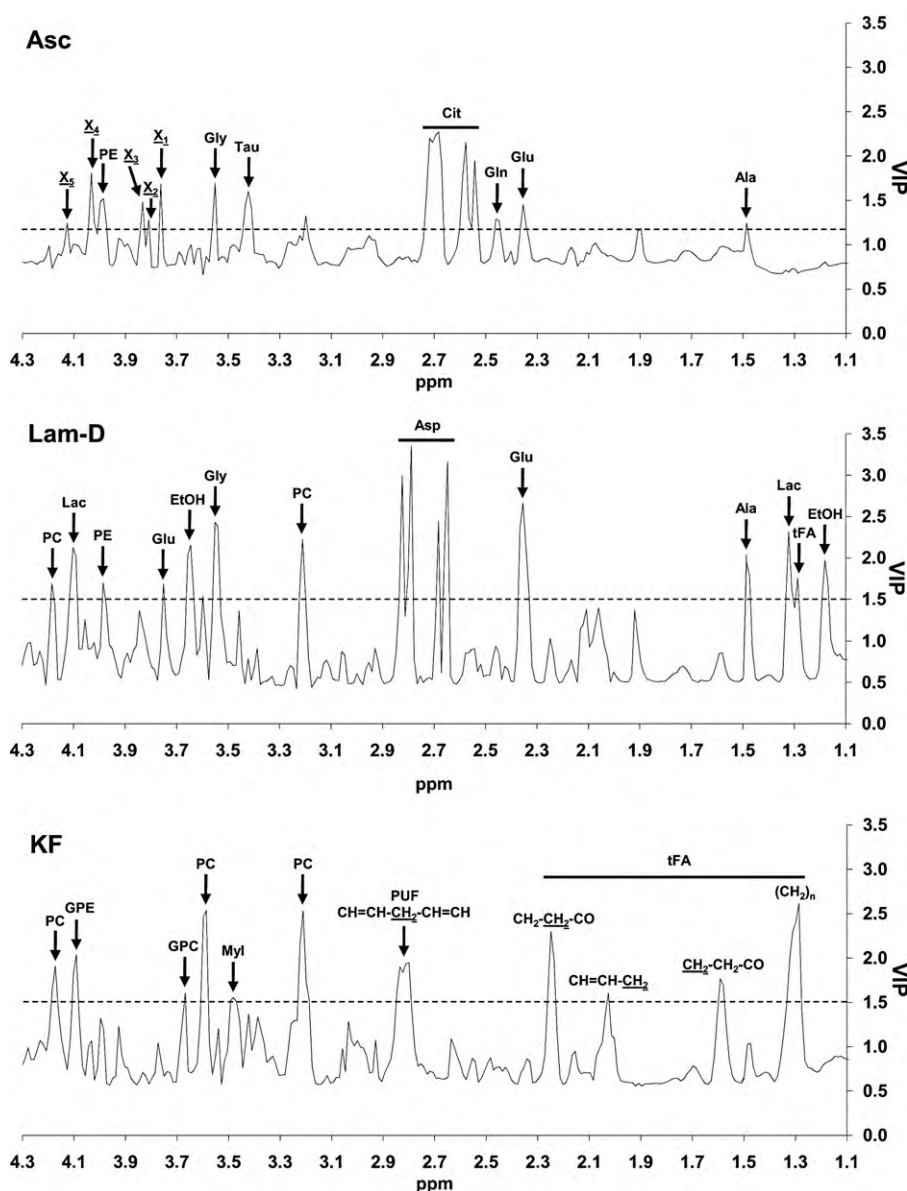 Asc
X4
PE
X5
X3
X2
X1
Gly
Tau
Cit
Gln
Glu
Ala
3.5
3.0
2.5
2.0
1.5
1.0
0.5
0.0
VIP
4.3 4.1 3.9 3.7 3.5 3.3 3.1 2.9 2.7 2.5 2.3 2.1 1.9 1.7 1.5 1.3 1.1
ppm
Lam-D
PC
Lac
PE
Glu
EtOH
Gly
PC
Asp
Glu
Ala
Lac
tFA
EtOH
3.5
3.0
2.5
2.0
1.5
1.0
0.5
0.0
VIP
4.3 4.1 3.9 3.7 3.5 3.3 3.1 2.9 2.7 2.5 2.3 2.1 1.9 1.7 1.5 1.3 1.1
ppm
KF
PC
GPE
GPC
PC
Myl
PC
PUF
CH=CH-CH2-CH=CH
tFA
CH2-CH2-CO
CH=CH-CH2
CH2-CH2-CO
(CH2)n
3.5
3.0
2.5
2.0
1.5
1.0
0.5
0.0
VIP
4.3 4.1 3.9 3.7 3.5 3.3 3.1 2.9 2.7 2.5 2.3 2.1 1.9 1.7 1.5 1.3 1.1
ppm